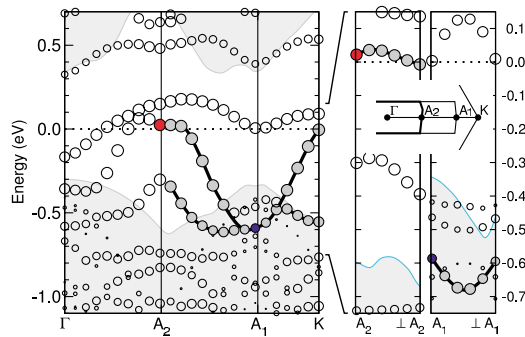 0.5
0.0
-0.5
-1.0
Energy (eV)
Γ
A2
A1
K
0.1
0.0
-0.1
-0.2
-0.3
-0.4
-0.5
-0.6
-0.7
Γ
A2
A1
K
A2
⊥ A2
A1
⊥ A1